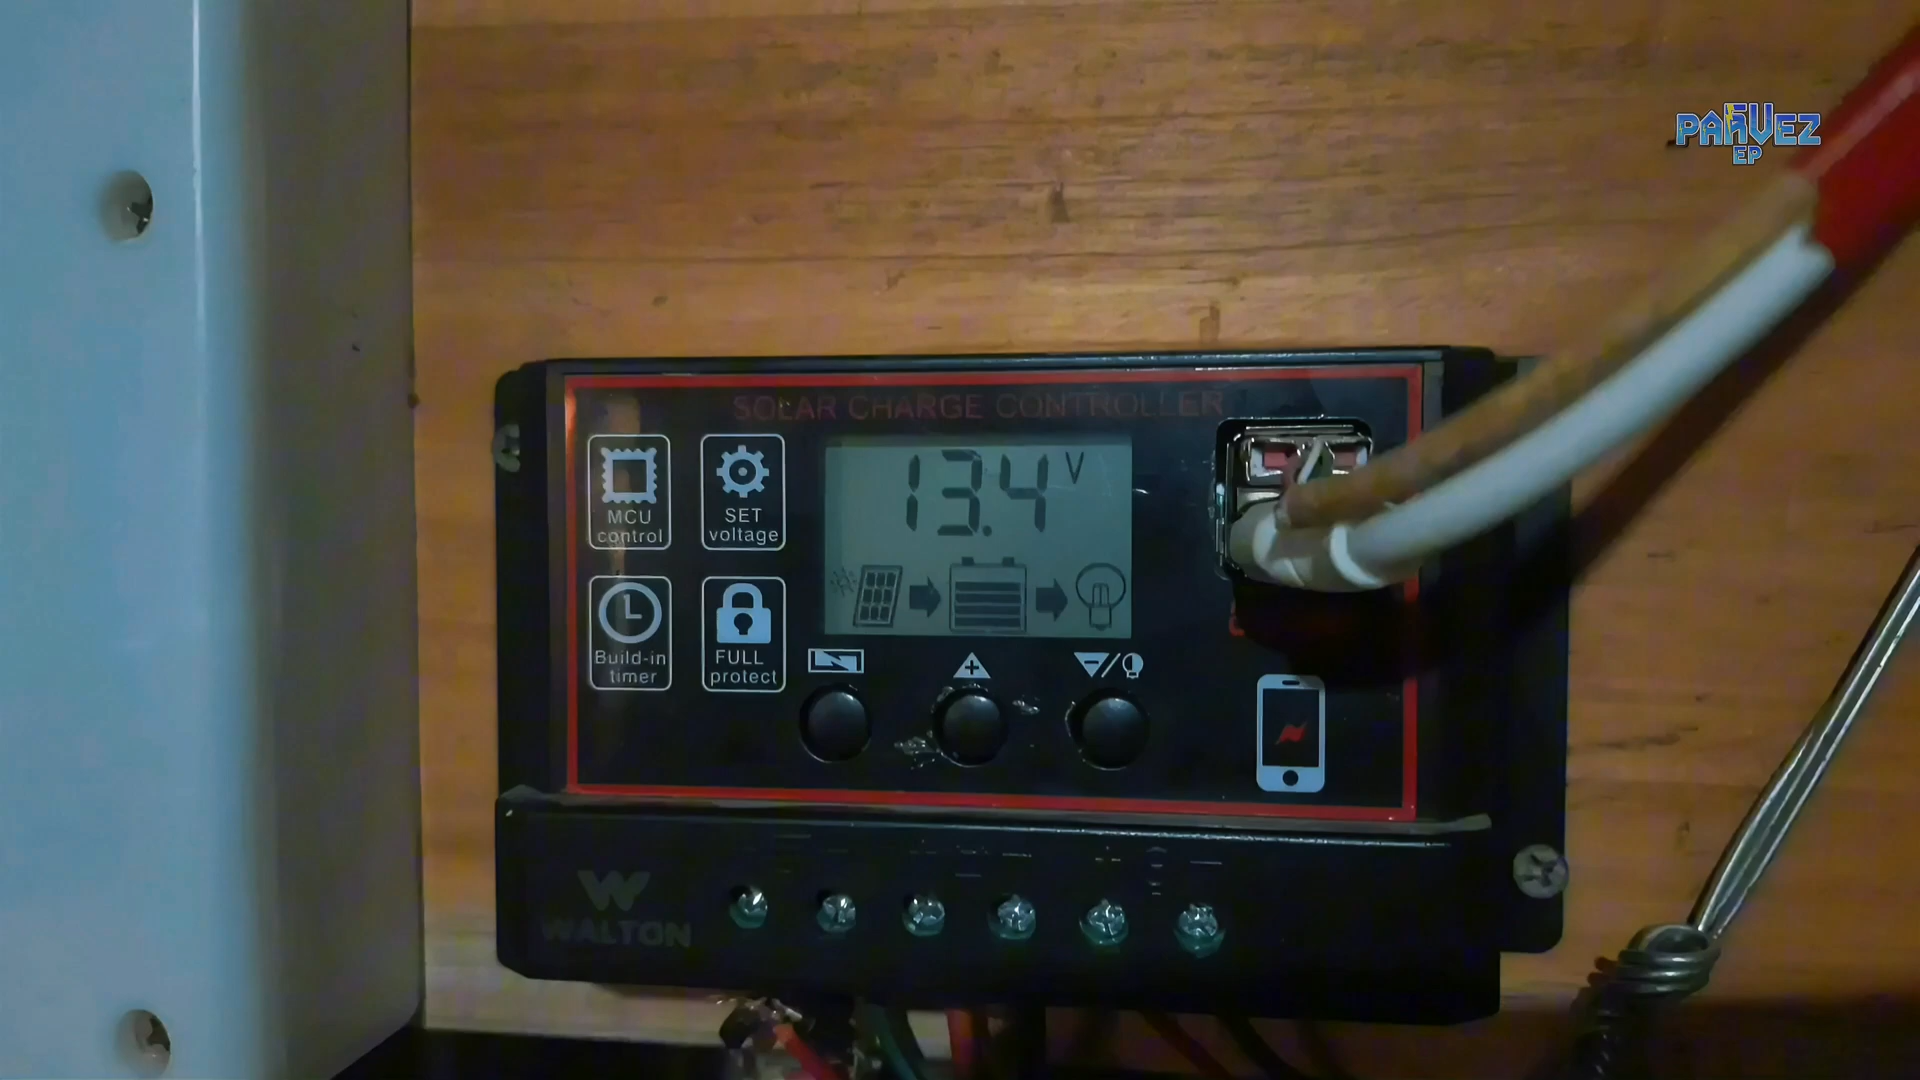 PARVEZ
EP
SOLAR CHARGE CONTROLLER
MCU
control
SET
voltage
13.4 V
Build-in
timer
FULL
protect
WALTON